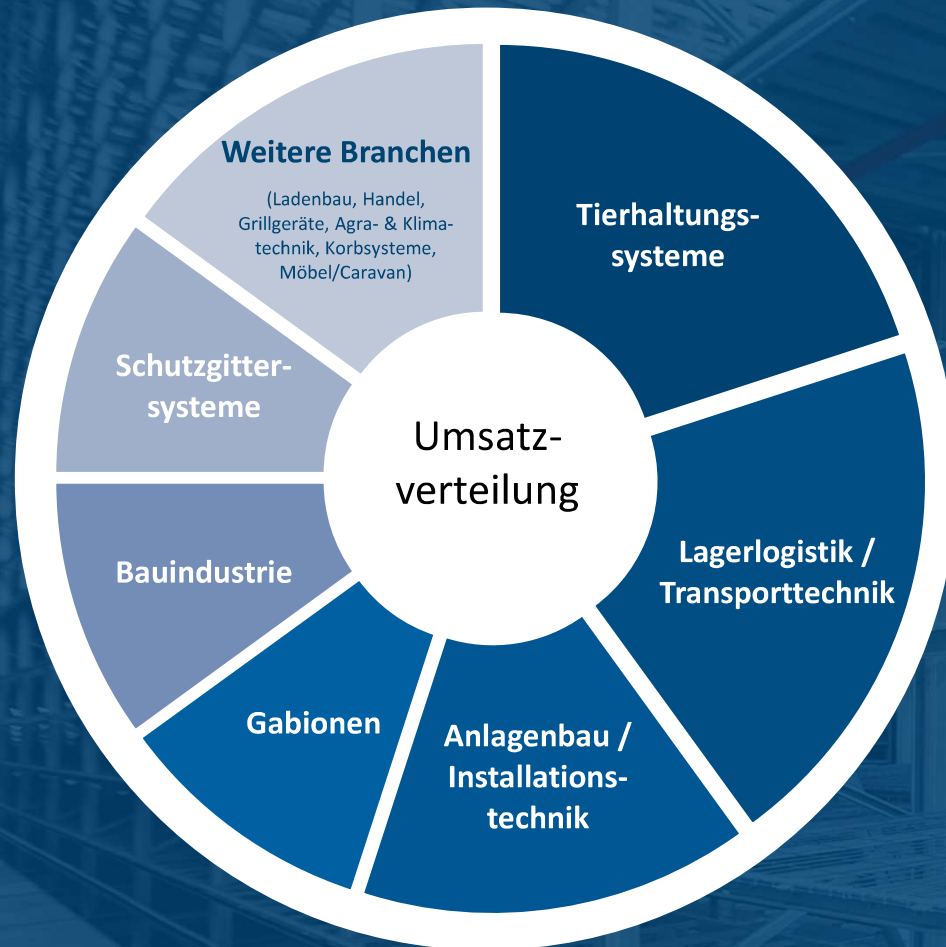 Umsatz-
verteilung
Tierhaltungs-
systeme
Lagerlogistik /
Transporttechnik
Anlagenbau /
Installations-
technik
Gabionen
Bauindustrie
Schutzgitter-
systeme
Weitere Branchen
(Ladenbau, Handel,
Grillgeräte, Agra- & Klima-
technik, Korbsysteme,
Möbel/Caravan)